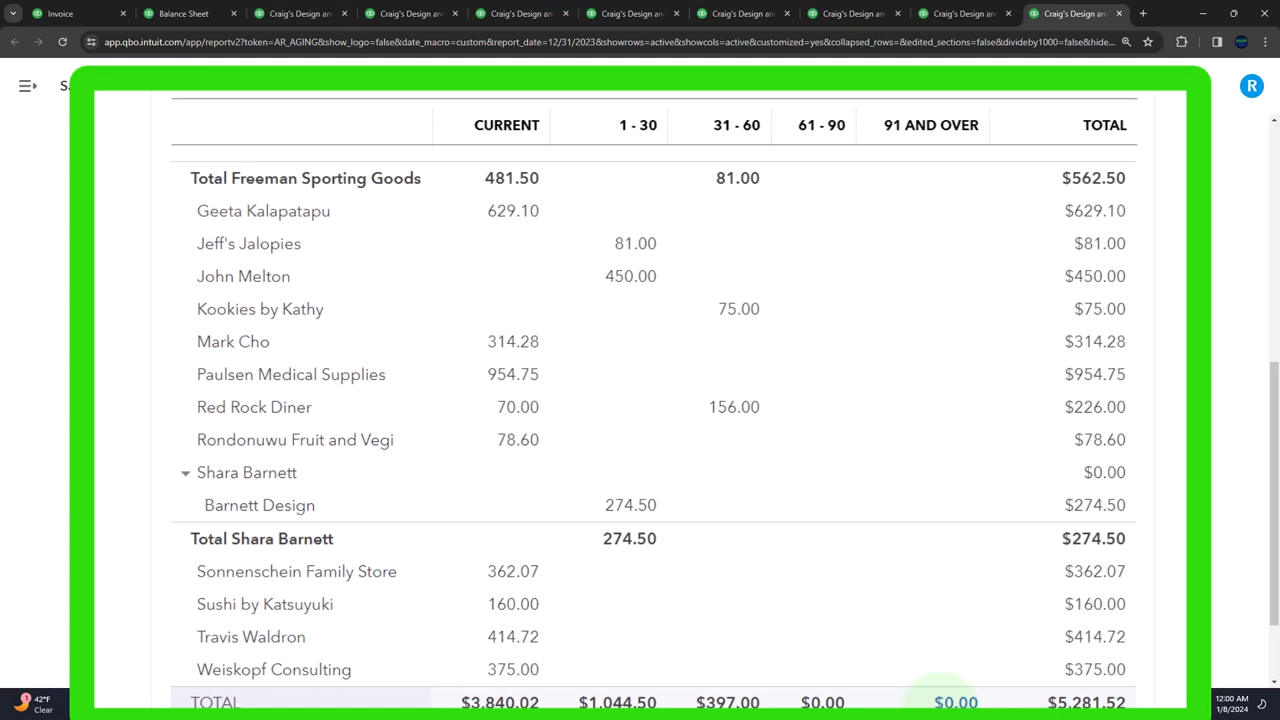 Invoice Balance Sheet Craig's Design an Craig's Design an Craig's Design an Craig's Design an Craig's Design an Craig's Design an Craig's Design an Craig's Design an
app.qbo.intuit.com/app/report2?token=AR_AGING&show_logo=false&date_macro=custom&report_date=12/31/2023&showrows=active&showcols=active&customized=yes&collapsed_rows=&edited_sections=false&divideby1000=false&hide...
R
CURRENT 1 - 30 31 - 60 61 - 90 91 AND OVER TOTAL
Total Freeman Sporting Goods 481.50 81.00 $562.50
Geeta Kalapatapu 629.10 $629.10
Jeff's Jalopies 81.00 $81.00
John Melton 450.00 $450.00
Kookies by Kathy 75.00 $75.00
Mark Cho 314.28 $314.28
Paulsen Medical Supplies 954.75 $954.75
Red Rock Diner 70.00 156.00 $226.00
Rondonuwu Fruit and Vegi 78.60 $78.60
Shara Barnett $0.00
Barnett Design 274.50 $274.50
Total Shara Barnett 274.50 $274.50
Sonnenschein Family Store 362.07 $362.07
Sushi by Katsuyuki 160.00 $160.00
Travis Waldron 414.72 $414.72
Weiskopf Consulting 375.00 $375.00
TOTAL $3,840.02 $1,044.50 $397.00 $0.00 $0.00 $5,281.52
1 42°F
Clear
12:00 AM
1/8/2024